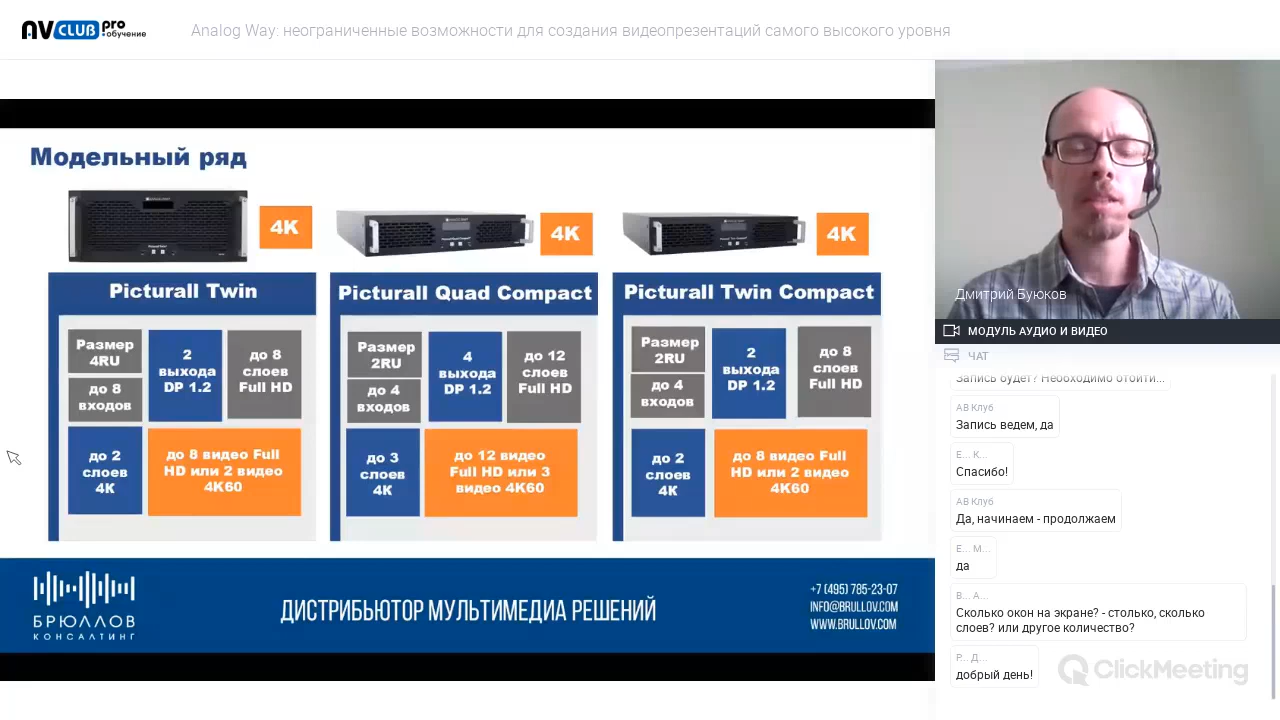 AV CLUB pro
•обучение
Analog Way: неограниченные возможности для создания видеопрезентаций самого высокого уровня
Модельный ряд
4K
4K
4K
Picturall Twin
Размер
4RU
до 8
входов
2
выхода
DP 1.2
до 8
слоев
Full HD
до 2
слоев
4К
до 8 видео Full
HD или 2 видео
4K60
Picturall Quad Compact
Размер
2RU
до 4
входов
4
выхода
DP 1.2
до 12
слоев
Full HD
до 3
слоев
4К
до 12 видео
Full HD или 3
видео 4K60
Picturall Twin Compact
Размер
2RU
до 4
входов
2
выхода
DP 1.2
до 8
слоев
Full HD
до 2
слоев
4К
до 8 видео Full
HD или 2 видео
4K60
БРЮЛЛОВ
КОНСАЛТИНГ
ДИСТРИБЬЮТОР МУЛЬТИМЕДИА РЕШЕНИЙ
+7 (495) 785-23-07
INFO@BRULLOV.COM
WWW.BRULLOV.COM
Дмитрий Буюков
МОДУЛЬ АУДИО И ВИДЕО
ЧАТ
Запись будет? Необходимо отойти...
АВ Клуб
Запись ведем, да
Е... К...
Спасибо!
АВ Клуб
Да, начинаем - продолжаем
Е... М...
да
В... А...
Сколько окон на экране? - столько, сколько
слоев? или другое количество?
Р... Д...
добрый день!
ClickMeeting